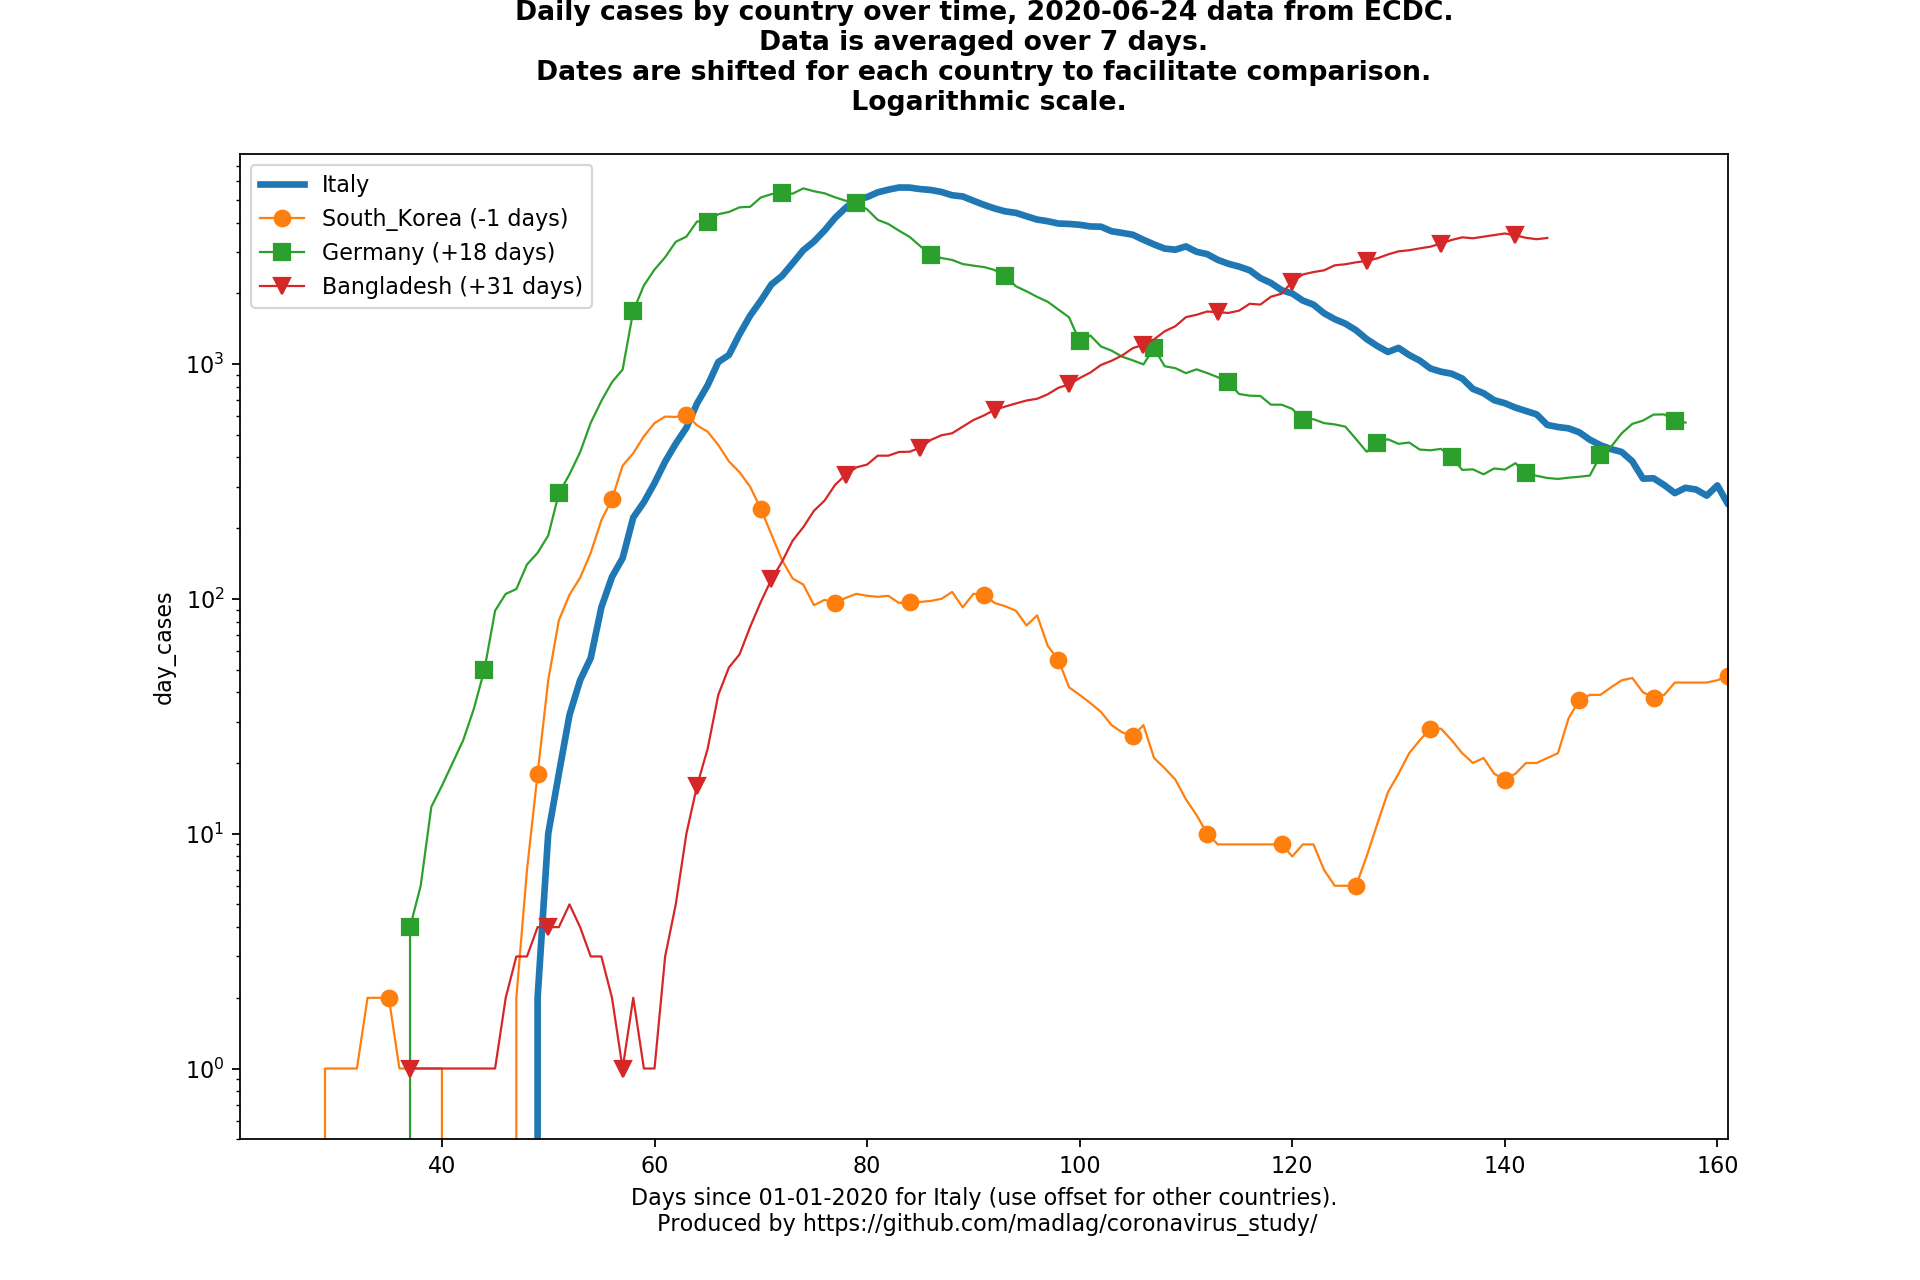 Daily cases by country over time, 2020-06-24 data from ECDC.
Data is averaged over 7 days.
Dates are shifted for each country to facilitate comparison.
Logarithmic scale.
Italy
South_Korea (-1 days)
Germany (+18 days)
Bangladesh (+31 days)
day_cases
10³
10²
10¹
10⁰
40 60 80 100 120 140 160
Days since 01-01-2020 for Italy (use offset for other countries).
Produced by https://github.com/madlag/coronavirus_study/